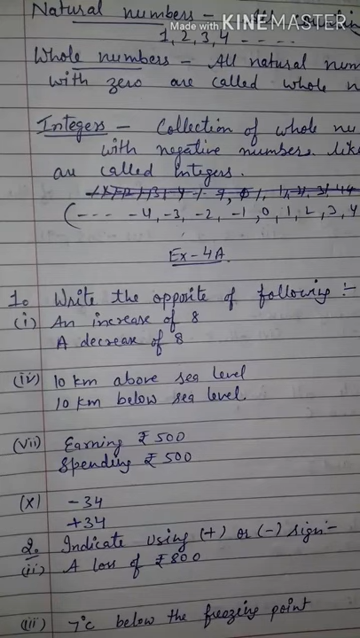 Natural numbers - All
Made with KINEMASTER
1, 2, 3, 4 - - - - .
Whole numbers - All natural num
with zero are called whole n
Integers - Collection of whole nu
with negative numbers like
are called Integers.
(- - - - -4, -3, -2, -1, 0, 1, 2, 3, 4
Ex-4A.
1. Write the opposite of following :-
(i) An increase of 8
A decrease of 8
(iv) 10 km above sea level
10 km below sea level.
(vii) Earning ₹ 500
Spending ₹ 500
(x) -34
+34
2. Indicate using (+) or (-) sign:-
(ii) A loss of ₹800
(iii) 7°c below the freezing point